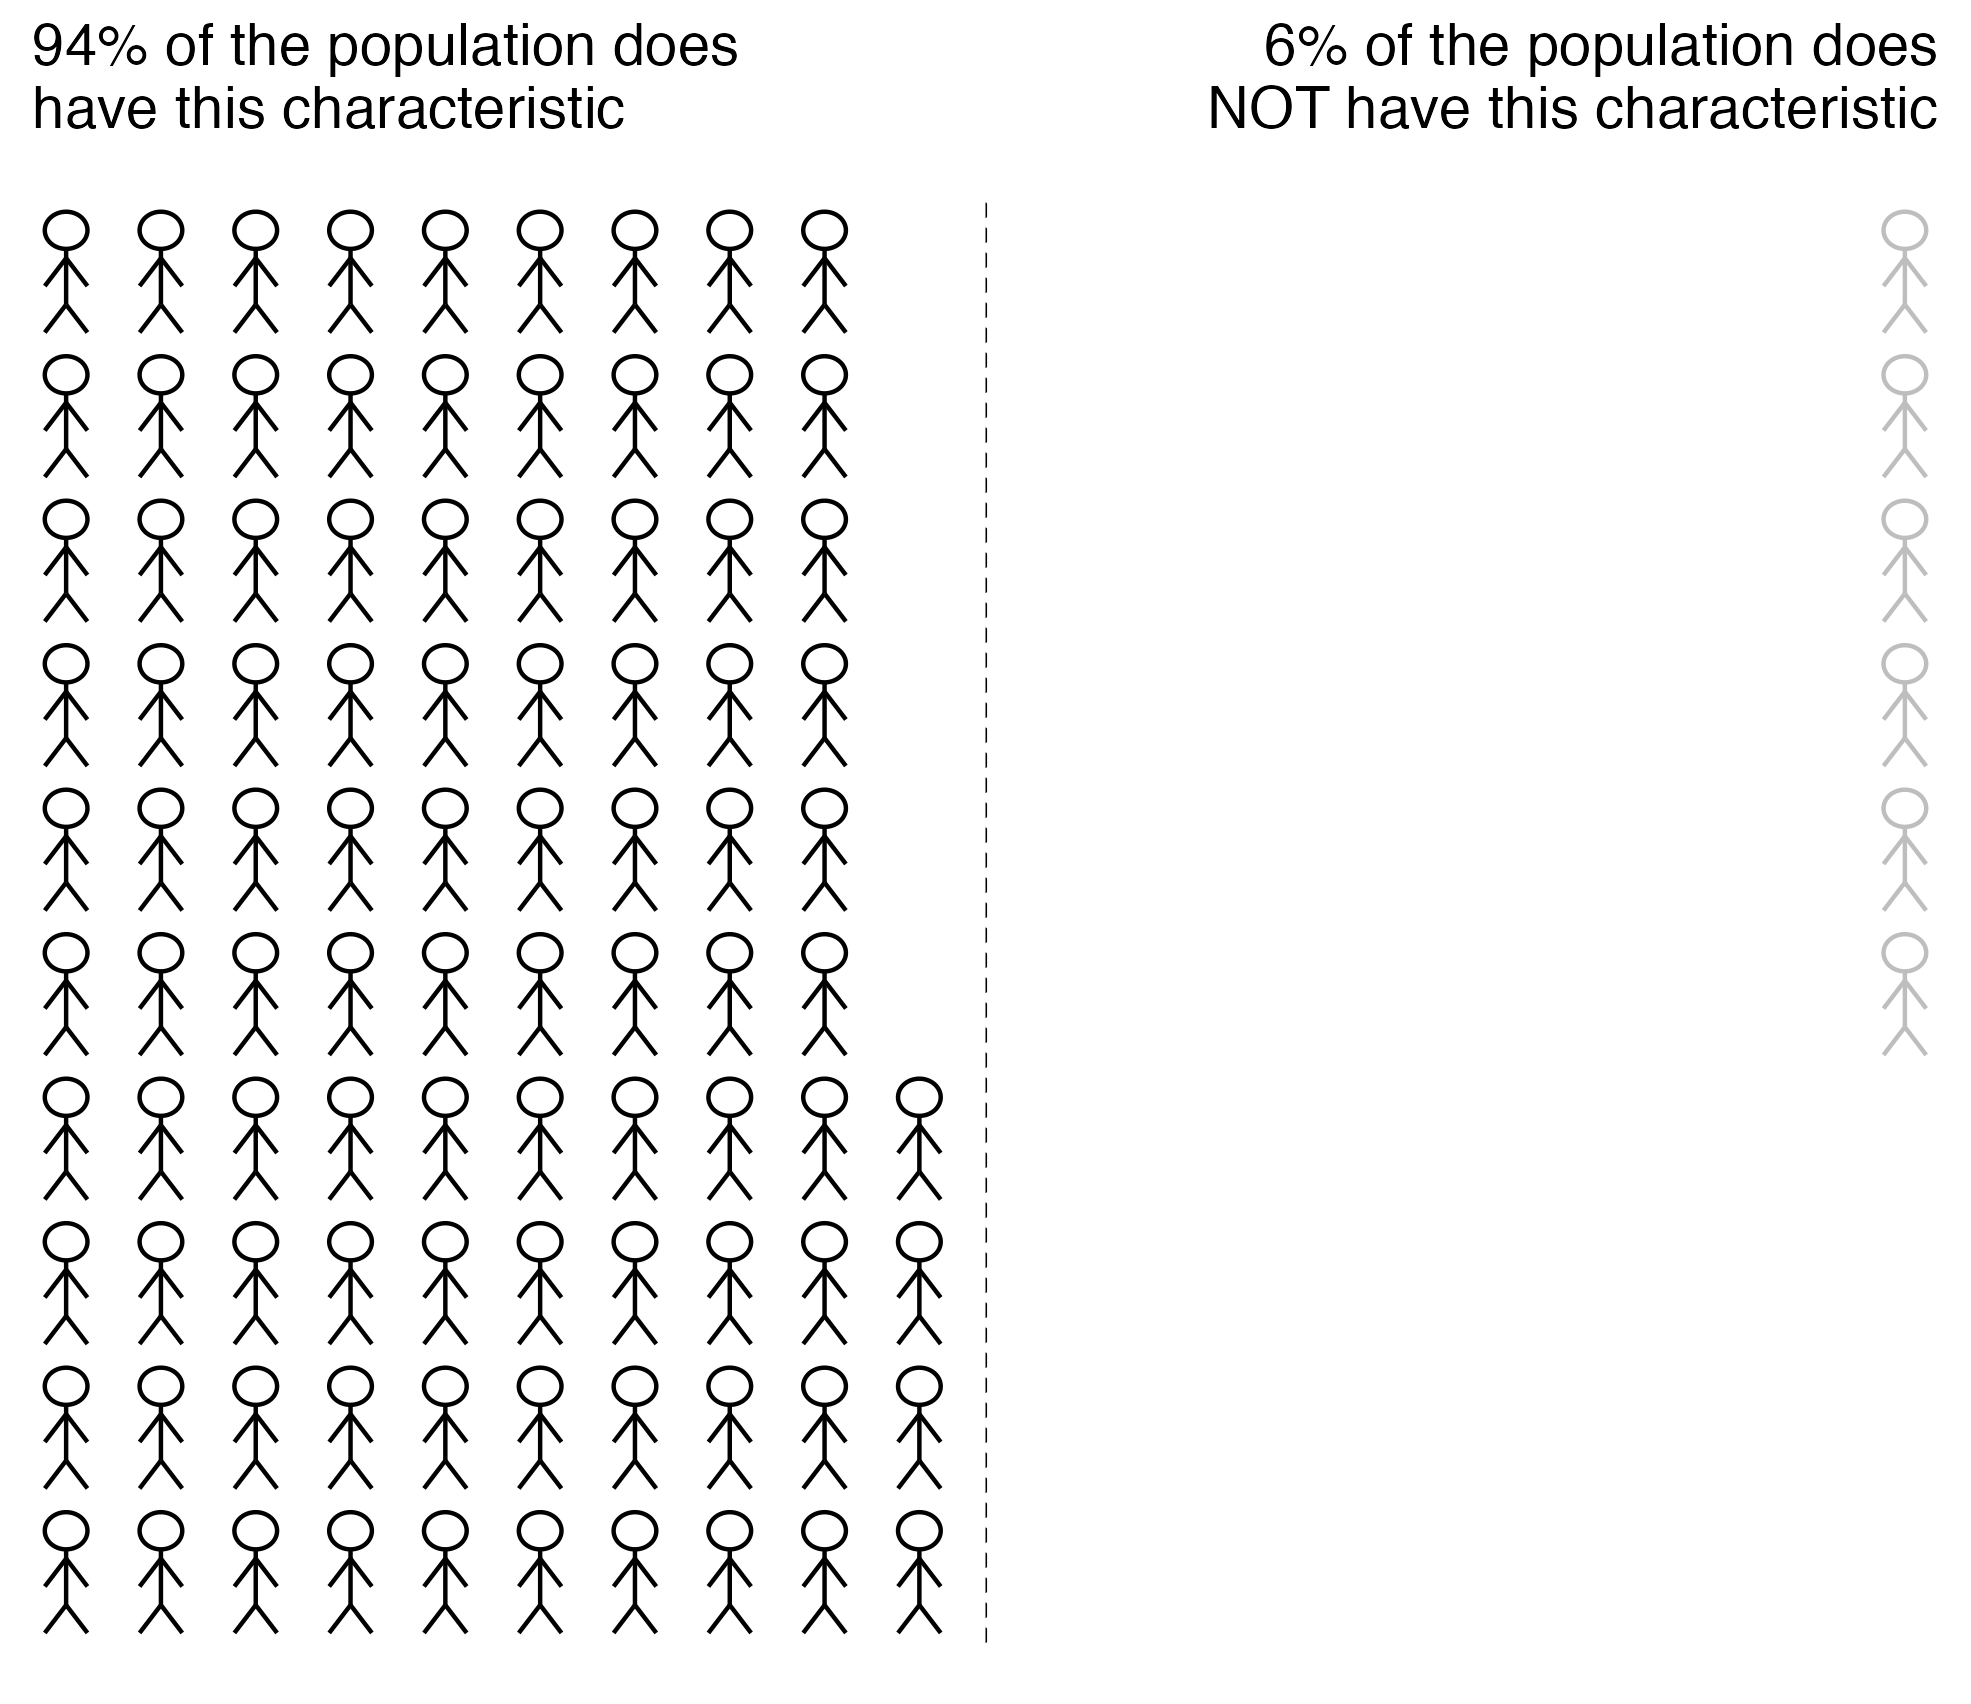 94% of the population does
have this characteristic
6% of the population does
NOT have this characteristic